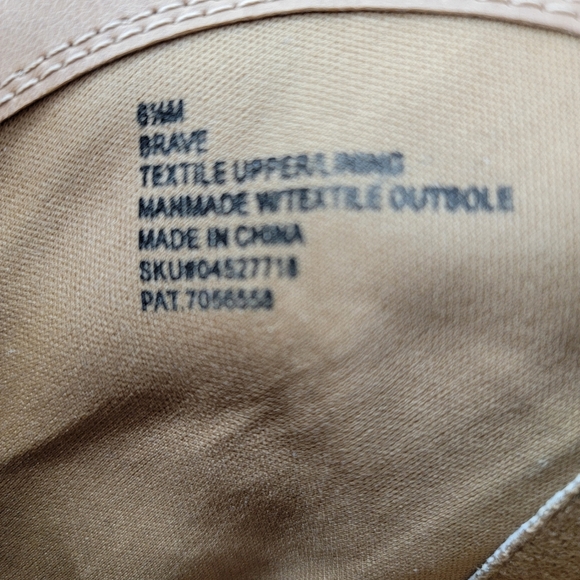 6½M
BRAVE
TEXTILE UPPER/LINING
MANMADE W/TEXTILE OUTSOLE
MADE IN CHINA
SKU#04527718
PAT.7056558